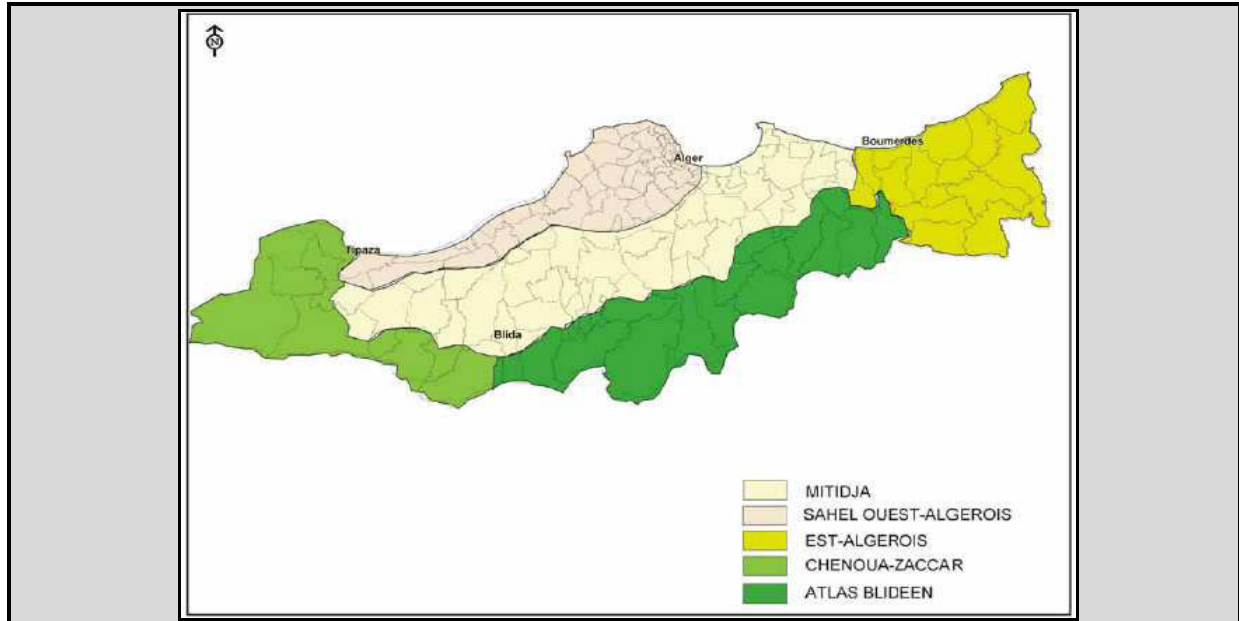 N
Boumerdes
Alger
Tipaza
Blida
MITIDJA
SAHEL OUEST-ALGEROIS
EST-ALGEROIS
CHENOUA-ZACCAR
ATLAS BLIDEEN